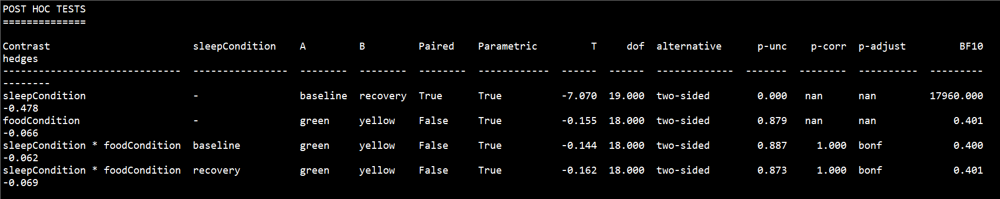 POST HOC TESTS
==============
Contrast                        sleepCondition    A         B         Paired    Parametric         T     dof  alternative      p-unc    p-corr  p-adjust         BF10
hedges
------------------------------  ----------------  --------  --------  --------  ------------  ------  ------  -------------  -------  --------  ----------  ---------
--------
sleepCondition                  -                 baseline  recovery  True      True          -7.070  19.000  two-sided        0.000   nan      nan         17960.000
-0.478
foodCondition                   -                 green     yellow    False     True          -0.155  18.000  two-sided        0.879   nan      nan             0.401
-0.066
sleepCondition * foodCondition  baseline          green     yellow    False     True          -0.144  18.000  two-sided        0.887     1.000  bonf            0.400
-0.062
sleepCondition * foodCondition  recovery          green     yellow    False     True          -0.162  18.000  two-sided        0.873     1.000  bonf            0.401
-0.069